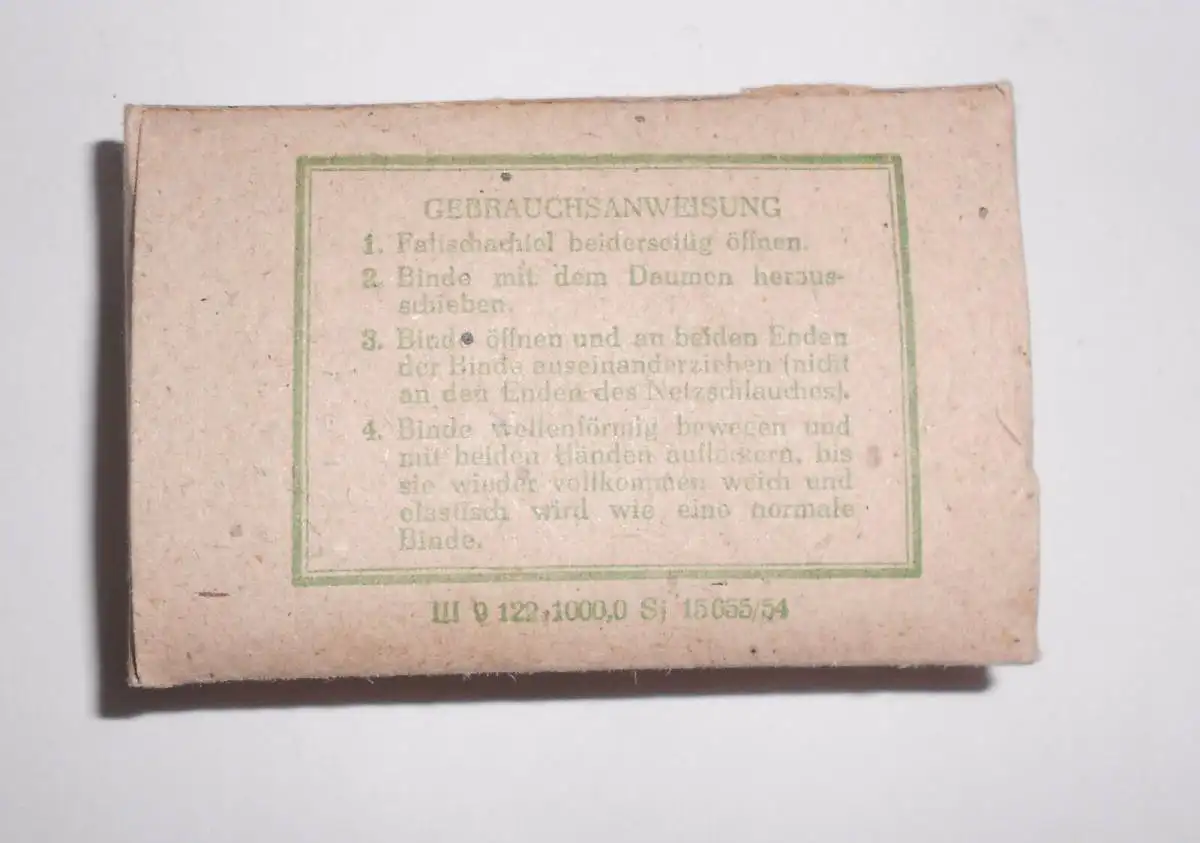 GEBRAUCHSANWEISUNG
1. Faltschachtel beiderseitig öffnen.
2. Binde mit dem Daumen heraus-
schieben.
3. Binde öffnen und an beiden Enden
der Binde auseinanderziehen (nicht
an den Enden des Netzschlauches).
4. Binde wellenförmig bewegen und
mit beiden Händen auflockern, bis
sie wieder vollkommen weich und
elastisch wird wie eine normale
Binde.
III 9 122 1000,0 Sj 15055/54